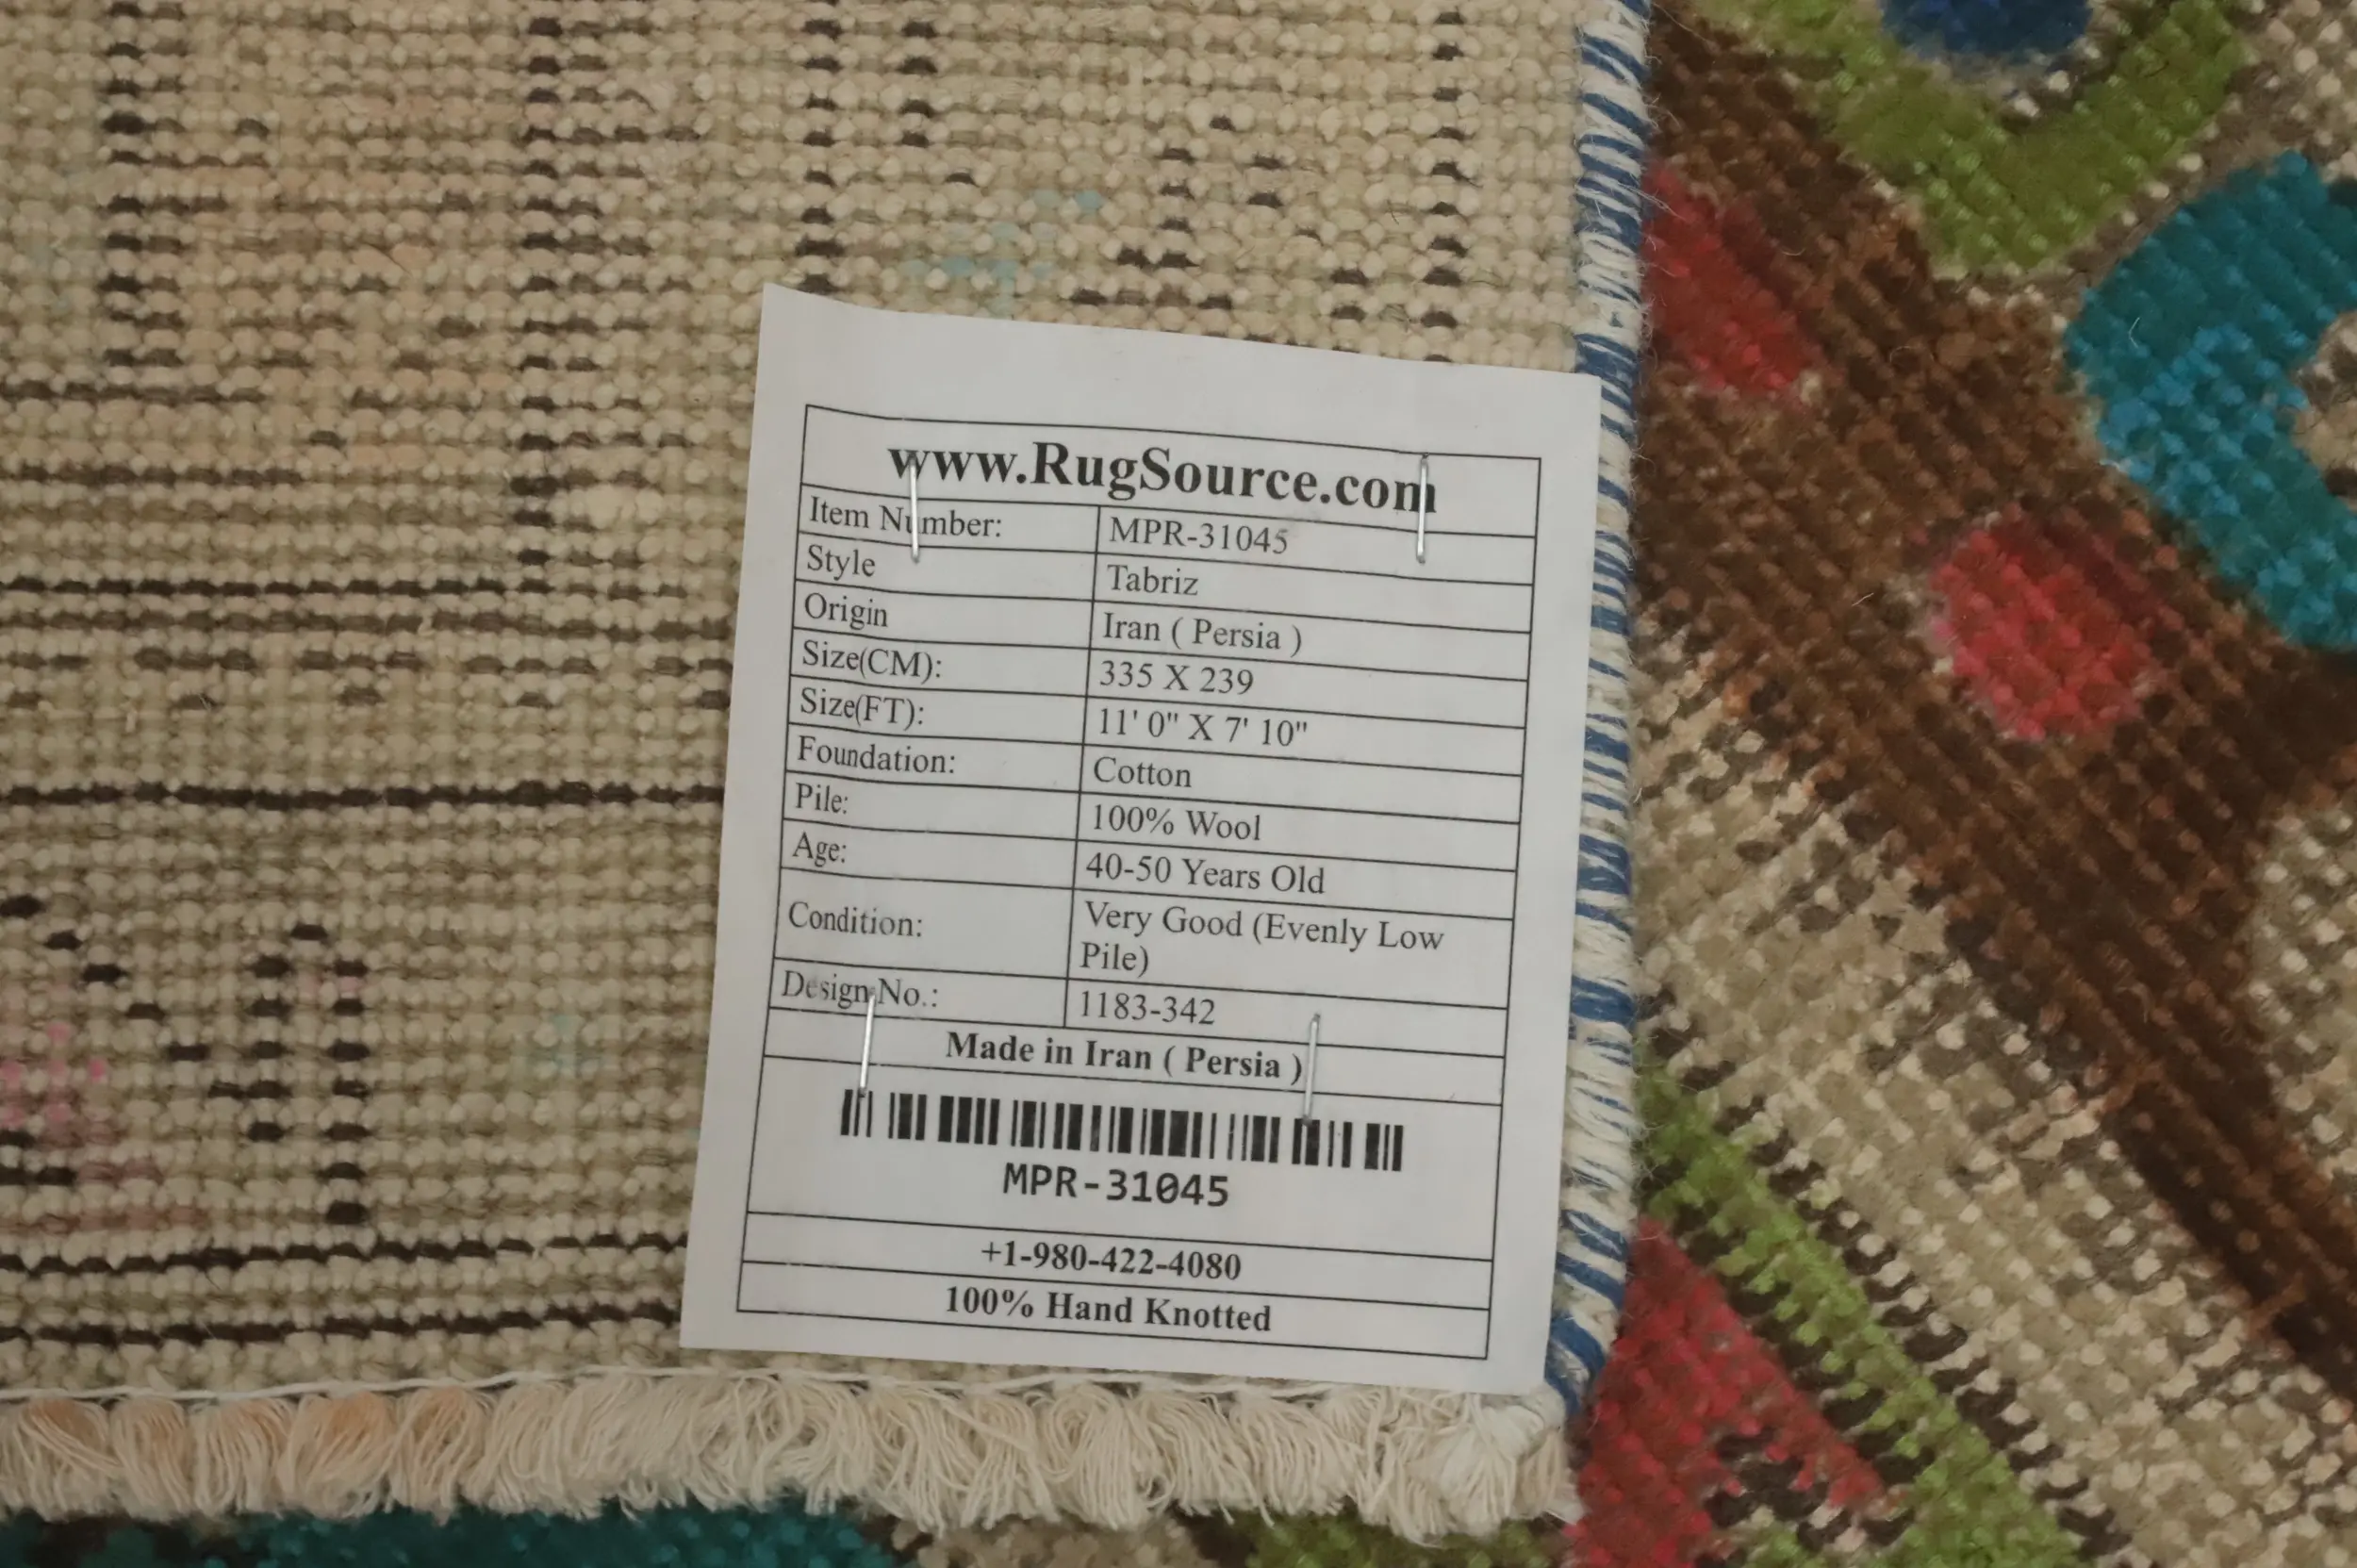 www.RugSource.com
Item Number: MPR-31045
Style Tabriz
Origin Iran ( Persia )
Size(CM): 335 X 239
Size(FT): 11' 0" X 7' 10"
Foundation: Cotton
Pile: 100% Wool
Age: 40-50 Years Old
Condition: Very Good (Evenly Low
Pile)
Design No.: 1183-342
Made in Iran ( Persia )
MPR-31045
+1-980-422-4080
100% Hand Knotted